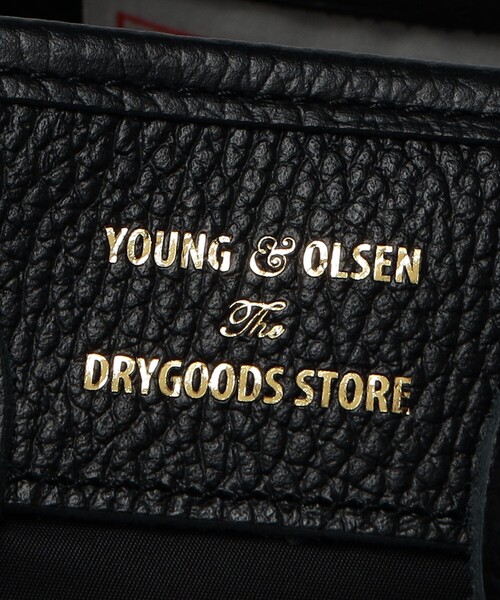 YOUNG & OLSEN
The
DRYGOODS STORE